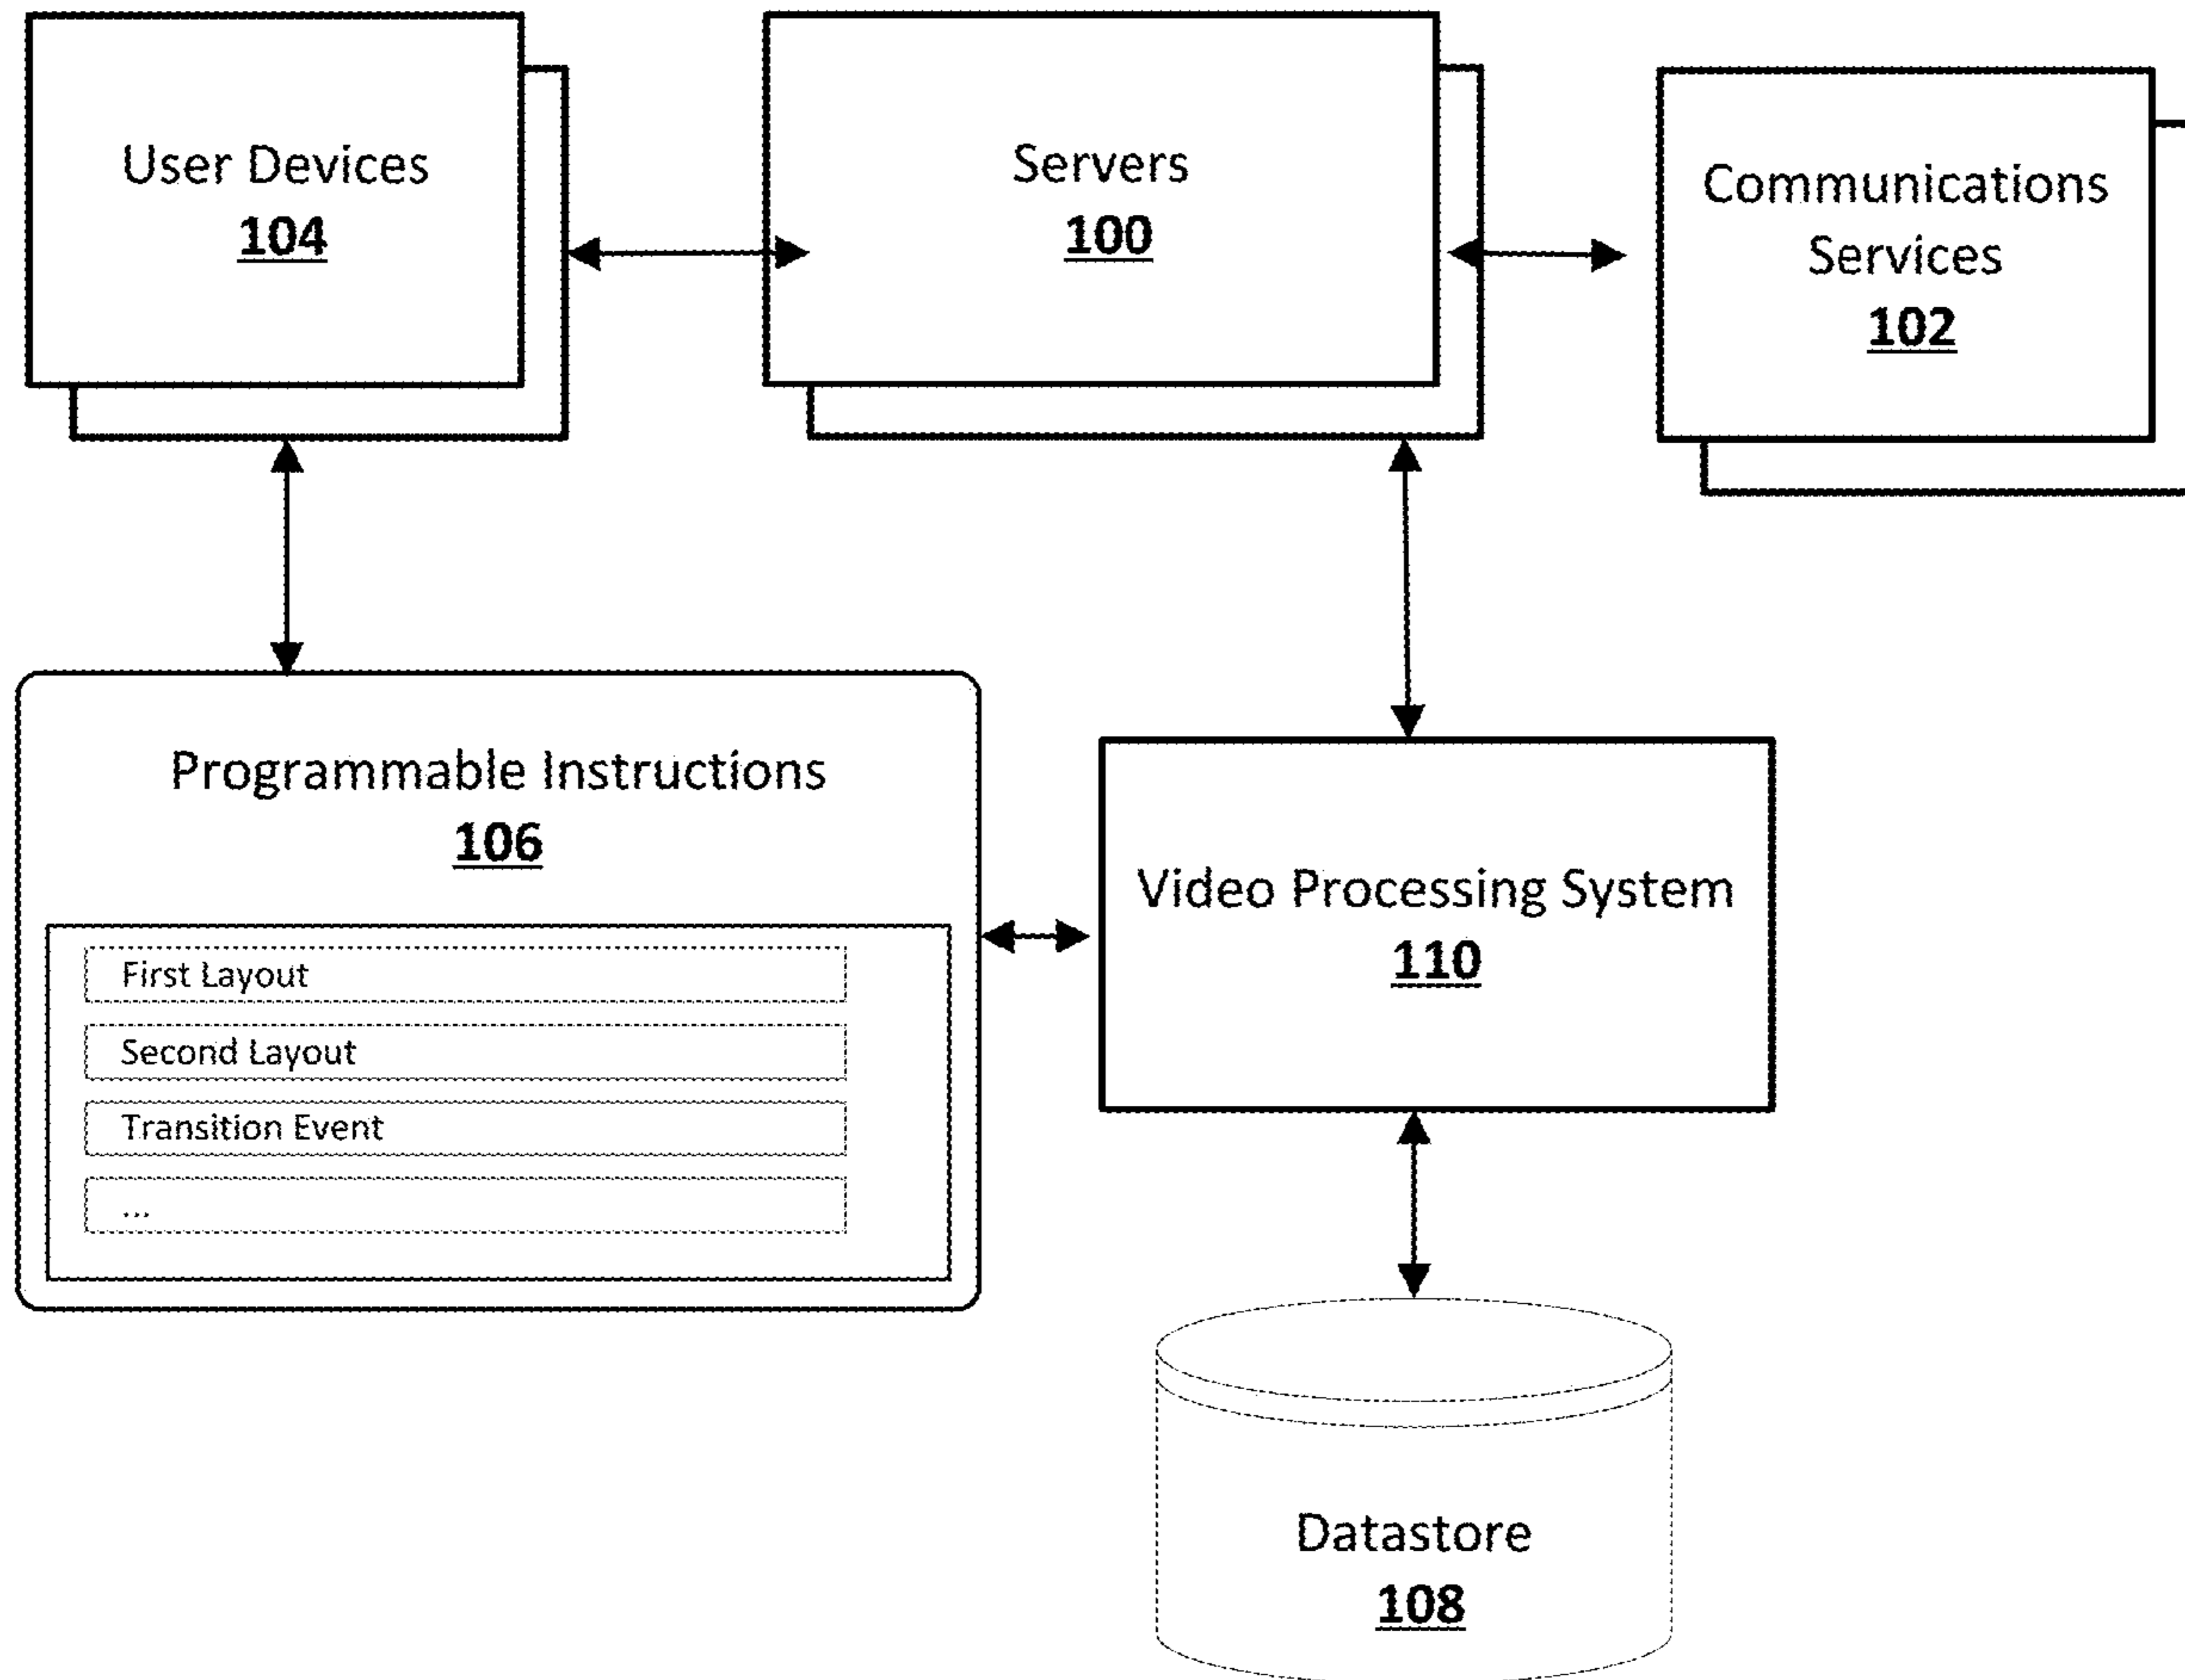 User Devices
104
Servers
100
Communications
Services
102
Programmable Instructions
106
First Layout
Second Layout
Transition Event
...
Video Processing System
110
Datastore
108